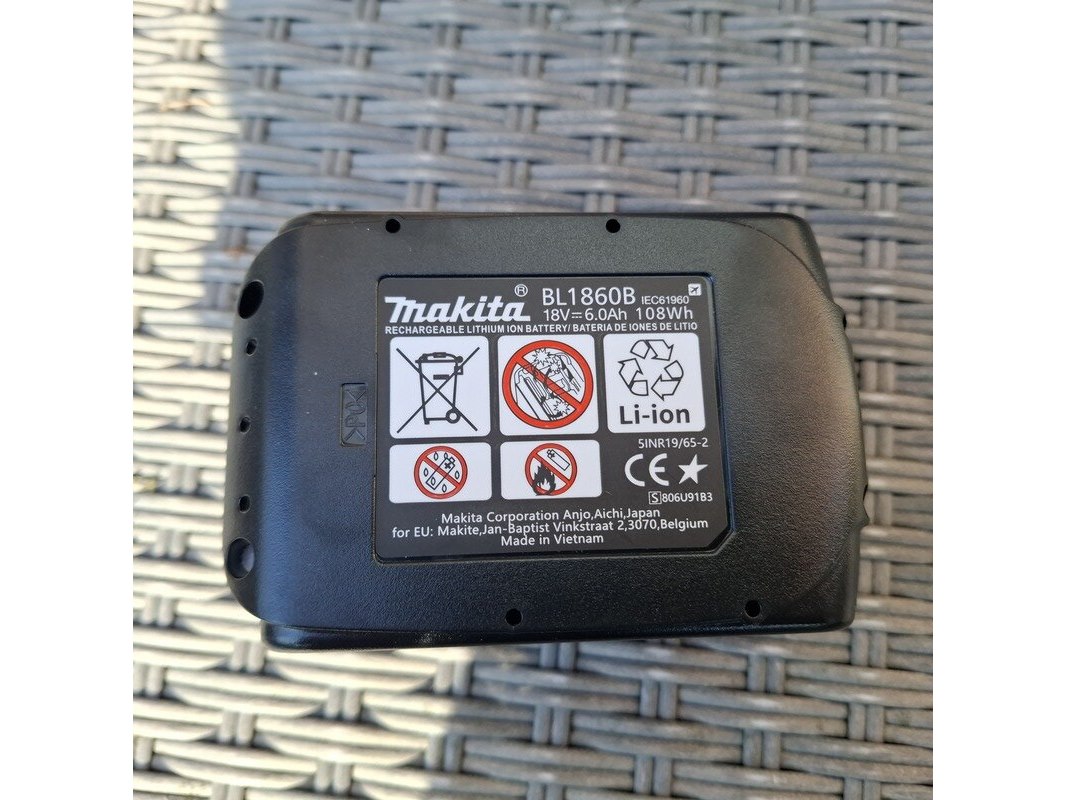 makita® BL1860B IEC61960
18V⎓6.0Ah 108Wh
RECHARGEABLE LITHIUM ION BATTERY/ BATERIA DE IONES DE LITIO
Li-ion
5INR19/65-2
CE
S 806U91B3
Makita Corporation Anjo,Aichi,Japan
for EU: Makite,Jan-Baptist Vinkstraat 2,3070,Belgium
Made in Vietnam